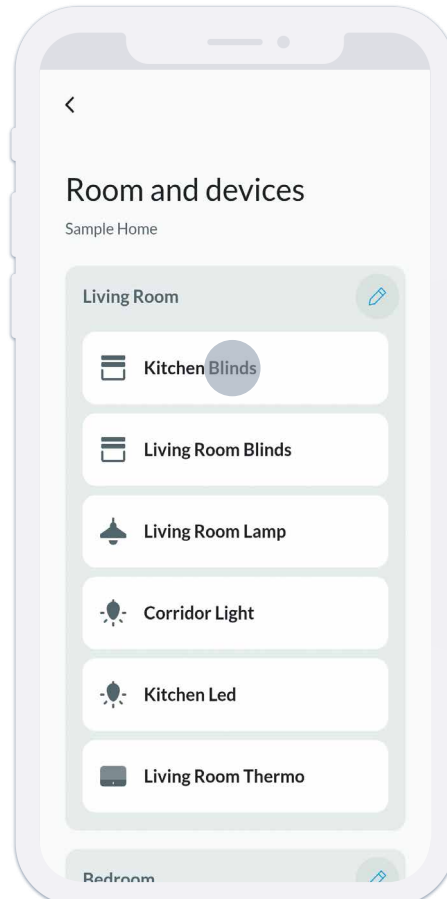 Room and devices
Sample Home
Living Room
Kitchen Blinds
Living Room Blinds
Living Room Lamp
Corridor Light
Kitchen Led
Living Room Thermo
Bedroom